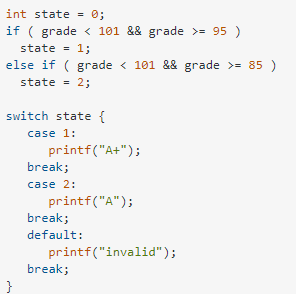 int state = 0;
if ( grade < 101 && grade >= 95 )
  state = 1;
else if ( grade < 101 && grade >= 85 )
  state = 2;

switch state {
   case 1:
      printf("A+");
   break;
   case 2:
      printf("A");
   break;
   default:
      printf("invalid");
   break;
}